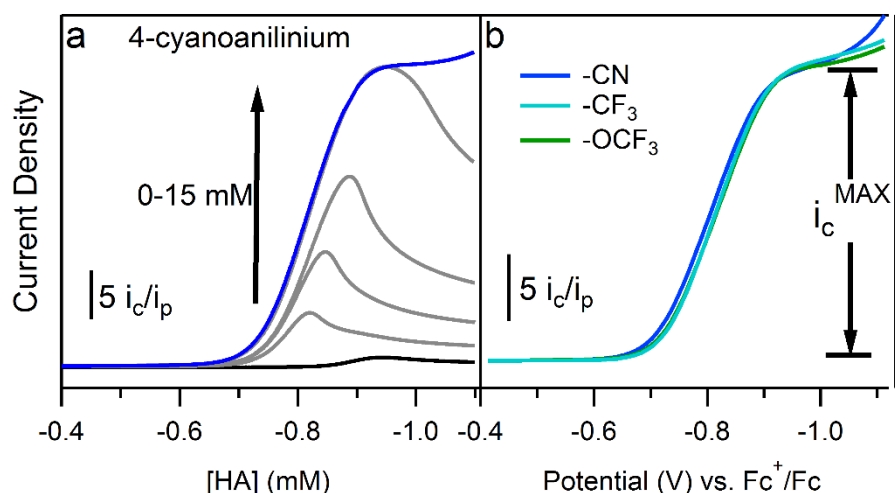 a
4-cyanoanilinium
0-15 mM
5 i_c/i_p
Current Density
-0.4
-0.6
-0.8
-1.0
[HA] (mM)
b
-CN
-CF₃
-OCF₃
i_c^MAX
5 i_c/i_p
-0.4
-0.6
-0.8
-1.0
Potential (V) vs. Fc⁺/Fc